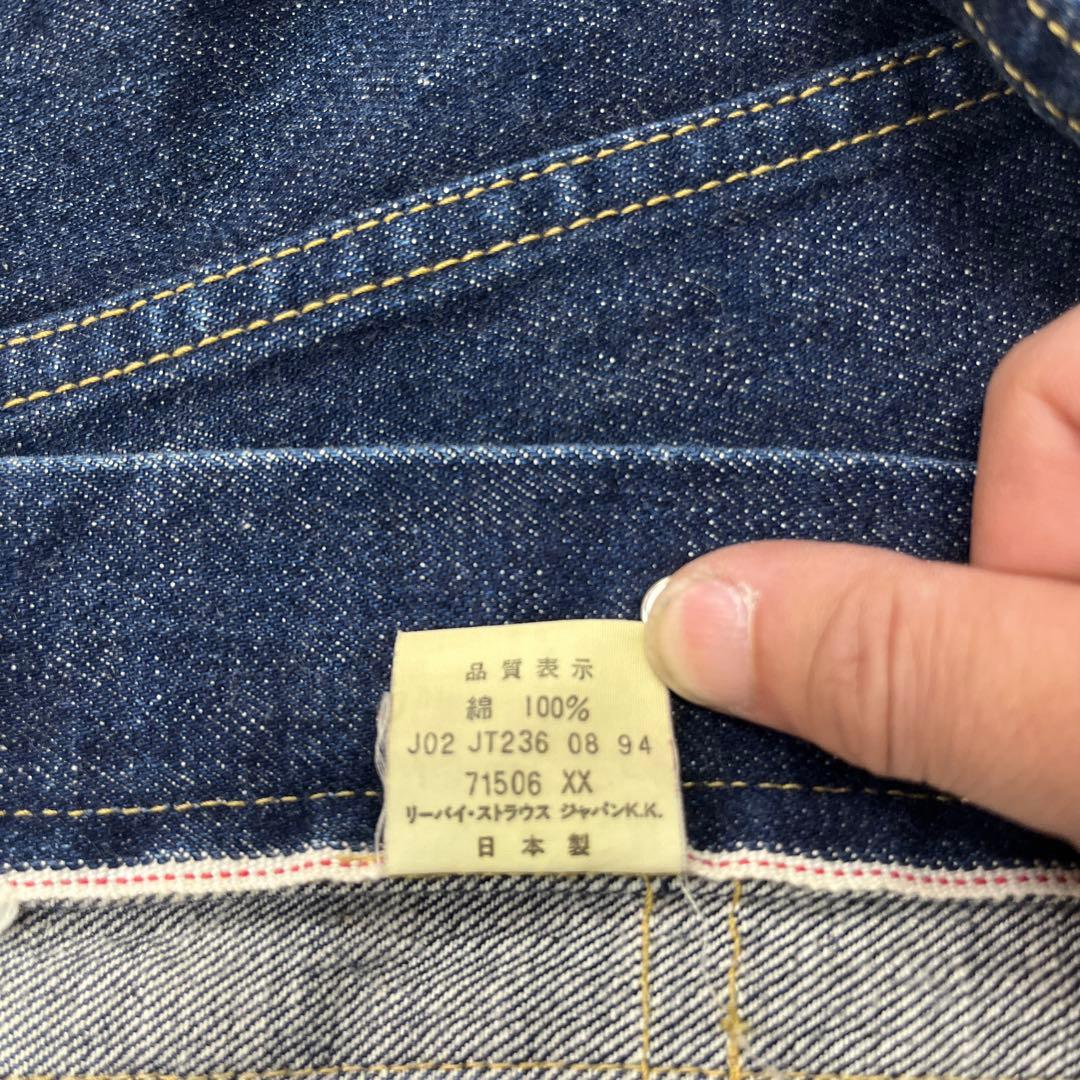 品質表示
綿 100%
J02 JT236 08 94
71506 XX
リーバイ・ストラウス ジャパンK.K.
日本製